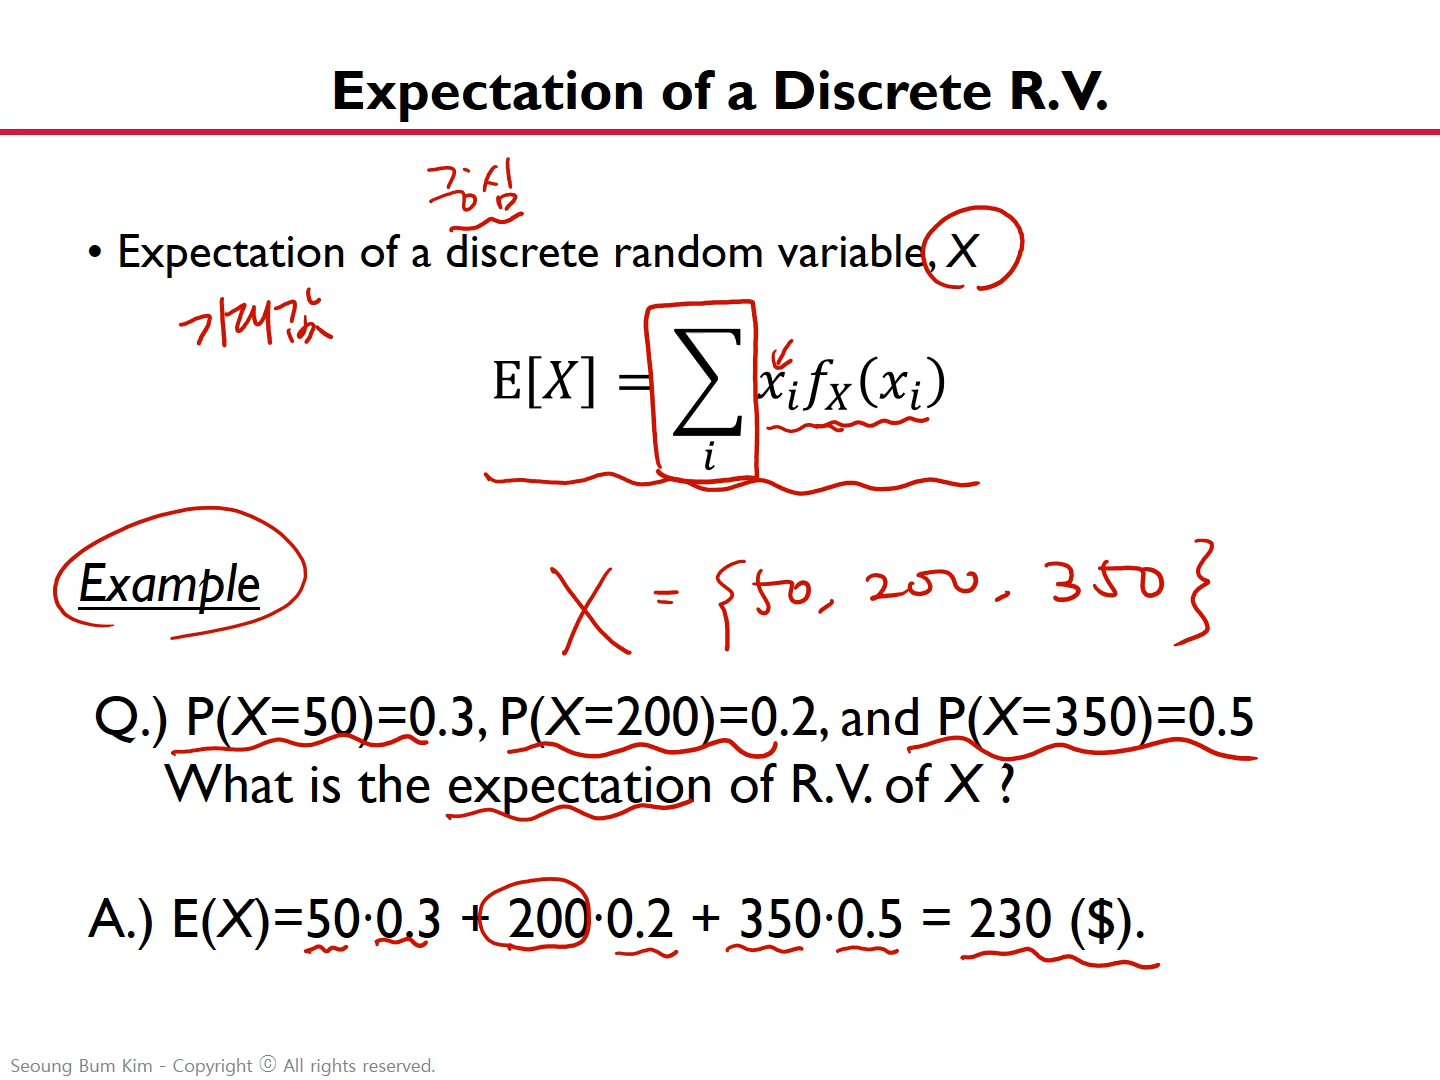 Expectation of a Discrete R.V.
중심
• Expectation of a discrete random variable, X
기대값
E[X] = ∑ᵢ xᵢ f_X(xᵢ)
Example
X = {50, 200, 350}
Q.) P(X=50)=0.3, P(X=200)=0.2, and P(X=350)=0.5
What is the expectation of R.V. of X ?
A.) E(X)=50·0.3 + 200·0.2 + 350·0.5 = 230 ($).
Seoung Bum Kim - Copyright ⓒ All rights reserved.